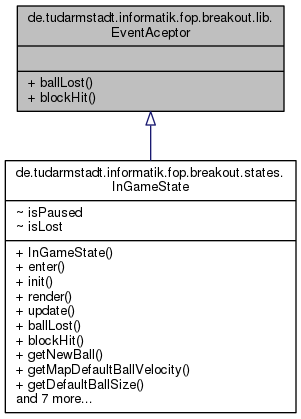 de.tudarmstadt.informatik.fop.breakout.lib.
EventAceptor
+ ballLost()
+ blockHit()
de.tudarmstadt.informatik.fop.breakout.states.
InGameState
~ isPaused
~ isLost
+ InGameState()
+ enter()
+ init()
+ render()
+ update()
+ ballLost()
+ blockHit()
+ getNewBall()
+ getMapDefaultBallVelocity()
+ getDefaultBallSize()
and 7 more...